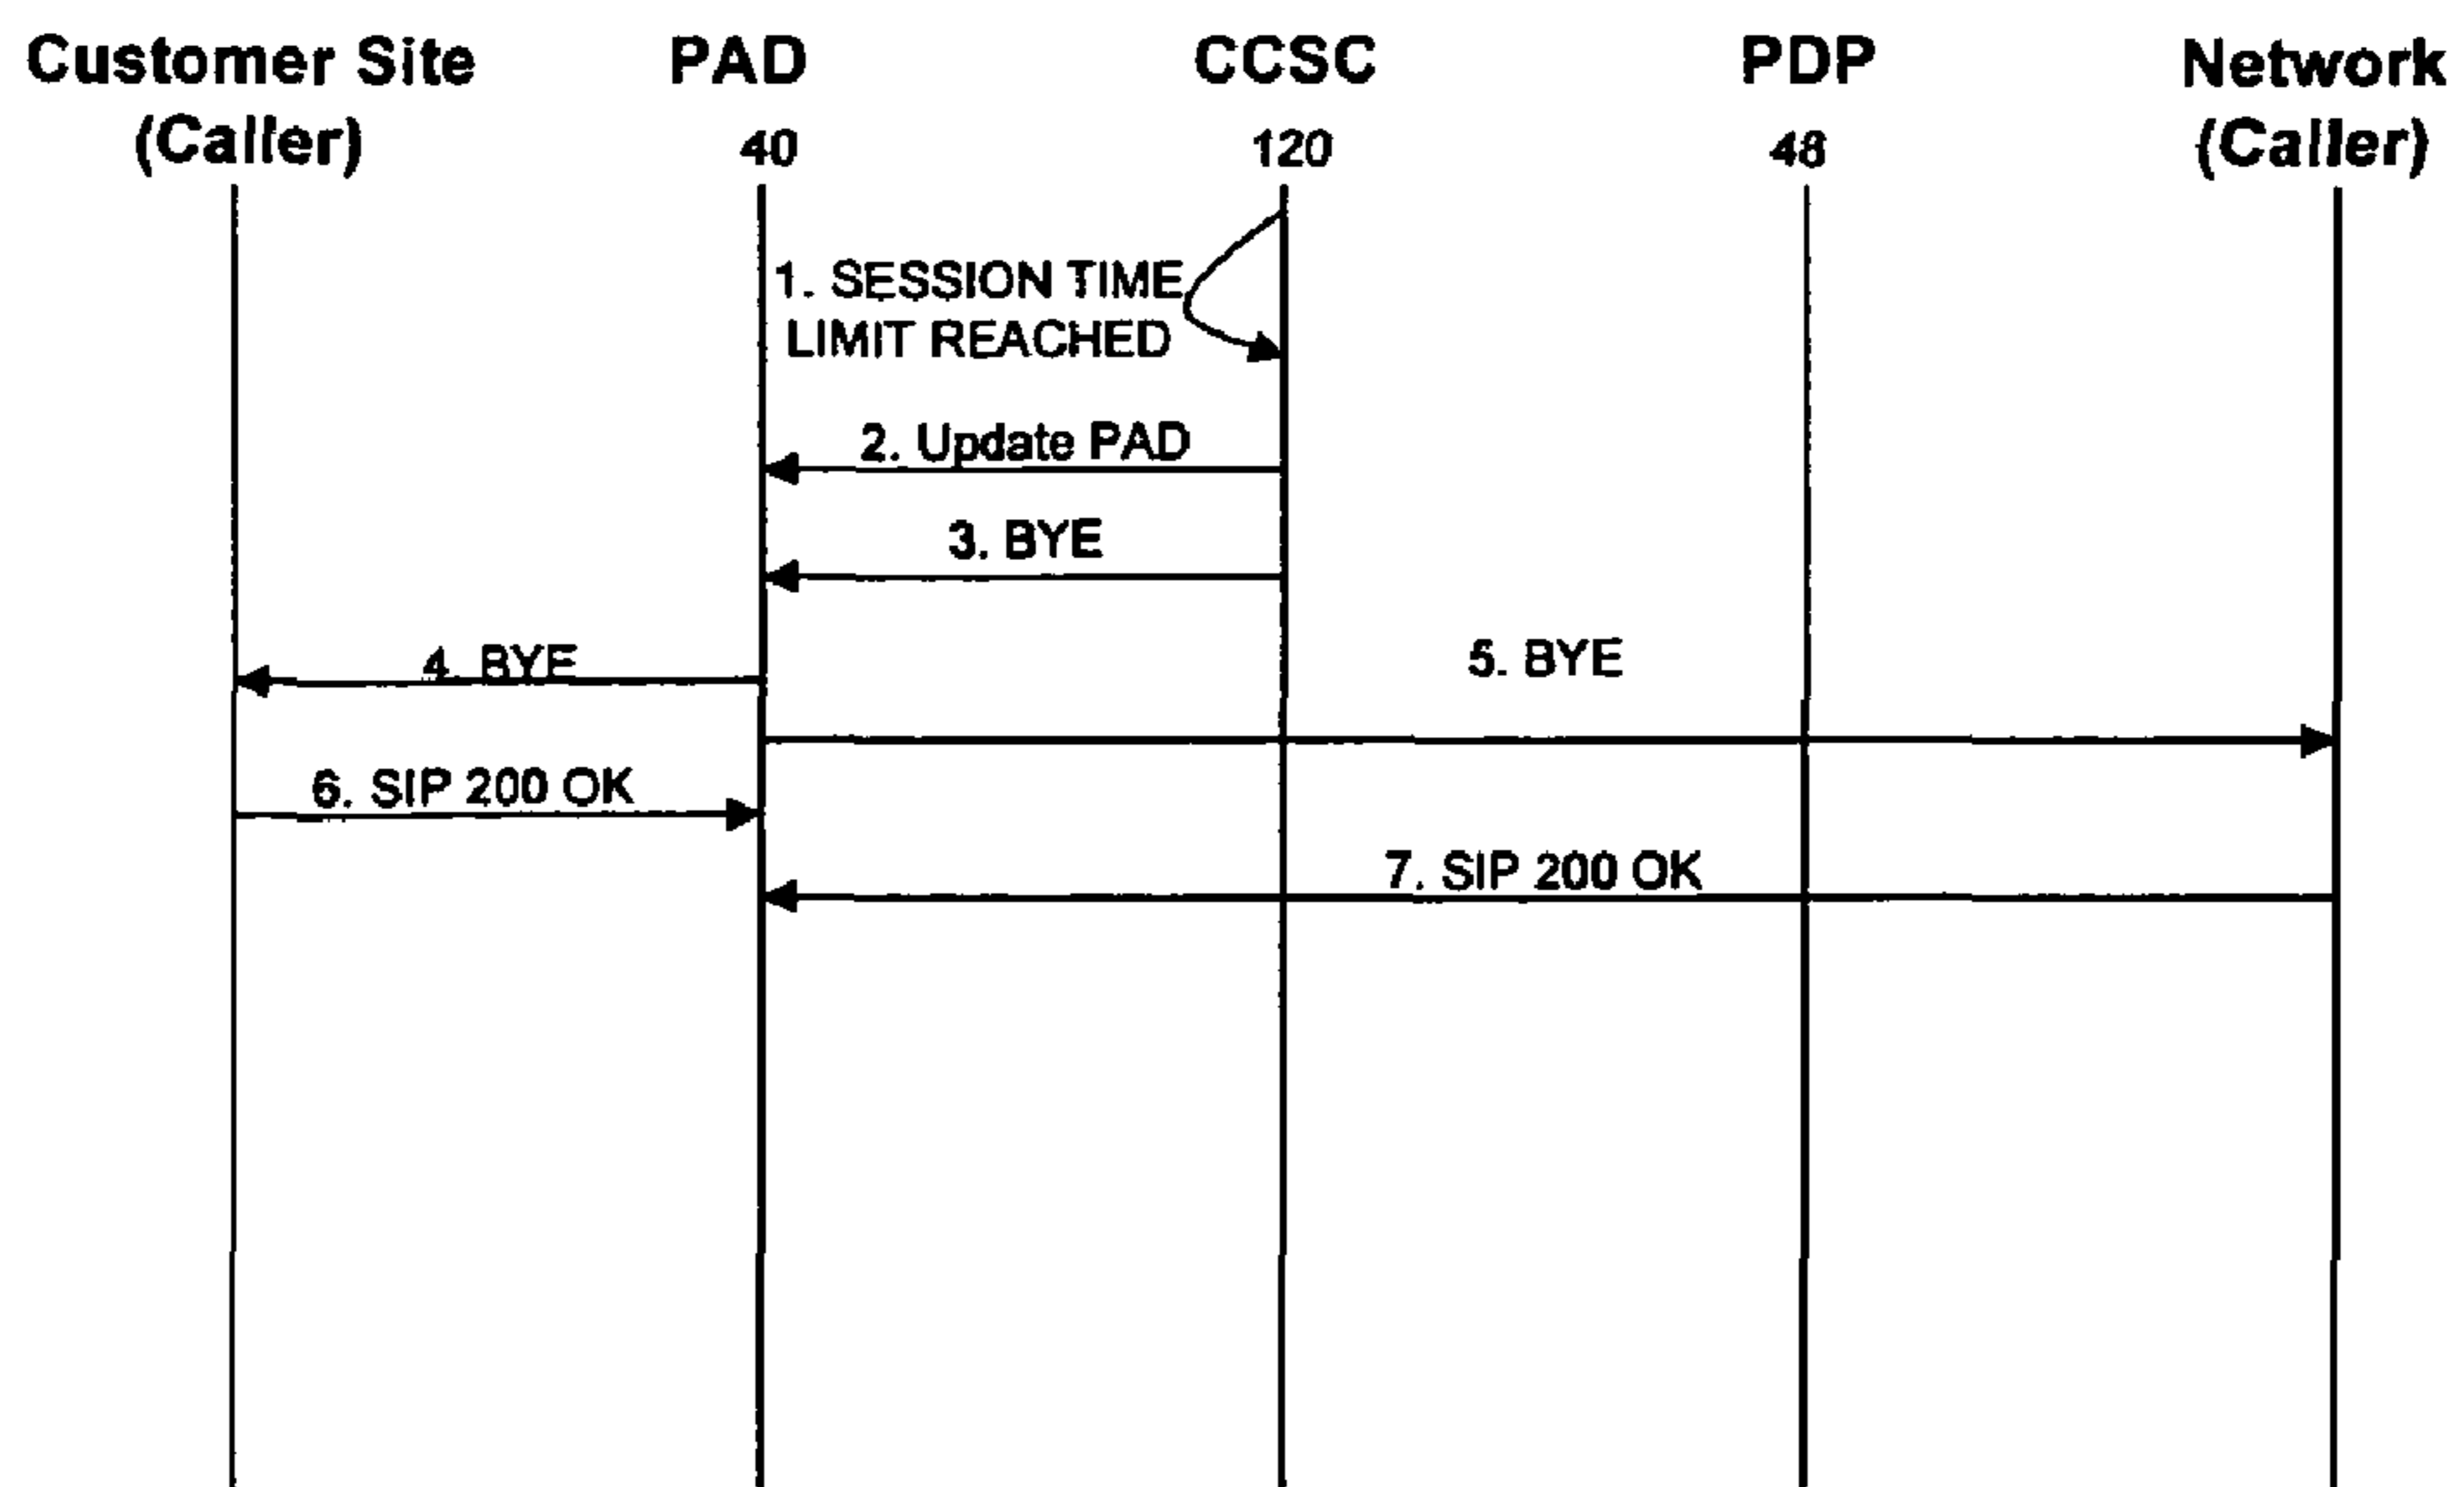 Customer Site
(Caller)
PAD
40
CCSC
120
PDP
48
Network
(Caller)
1. SESSION TIME
LIMIT REACHED
2. Update PAD
3. BYE
4. BYE
5. BYE
6. SIP 200 OK
7. SIP 200 OK